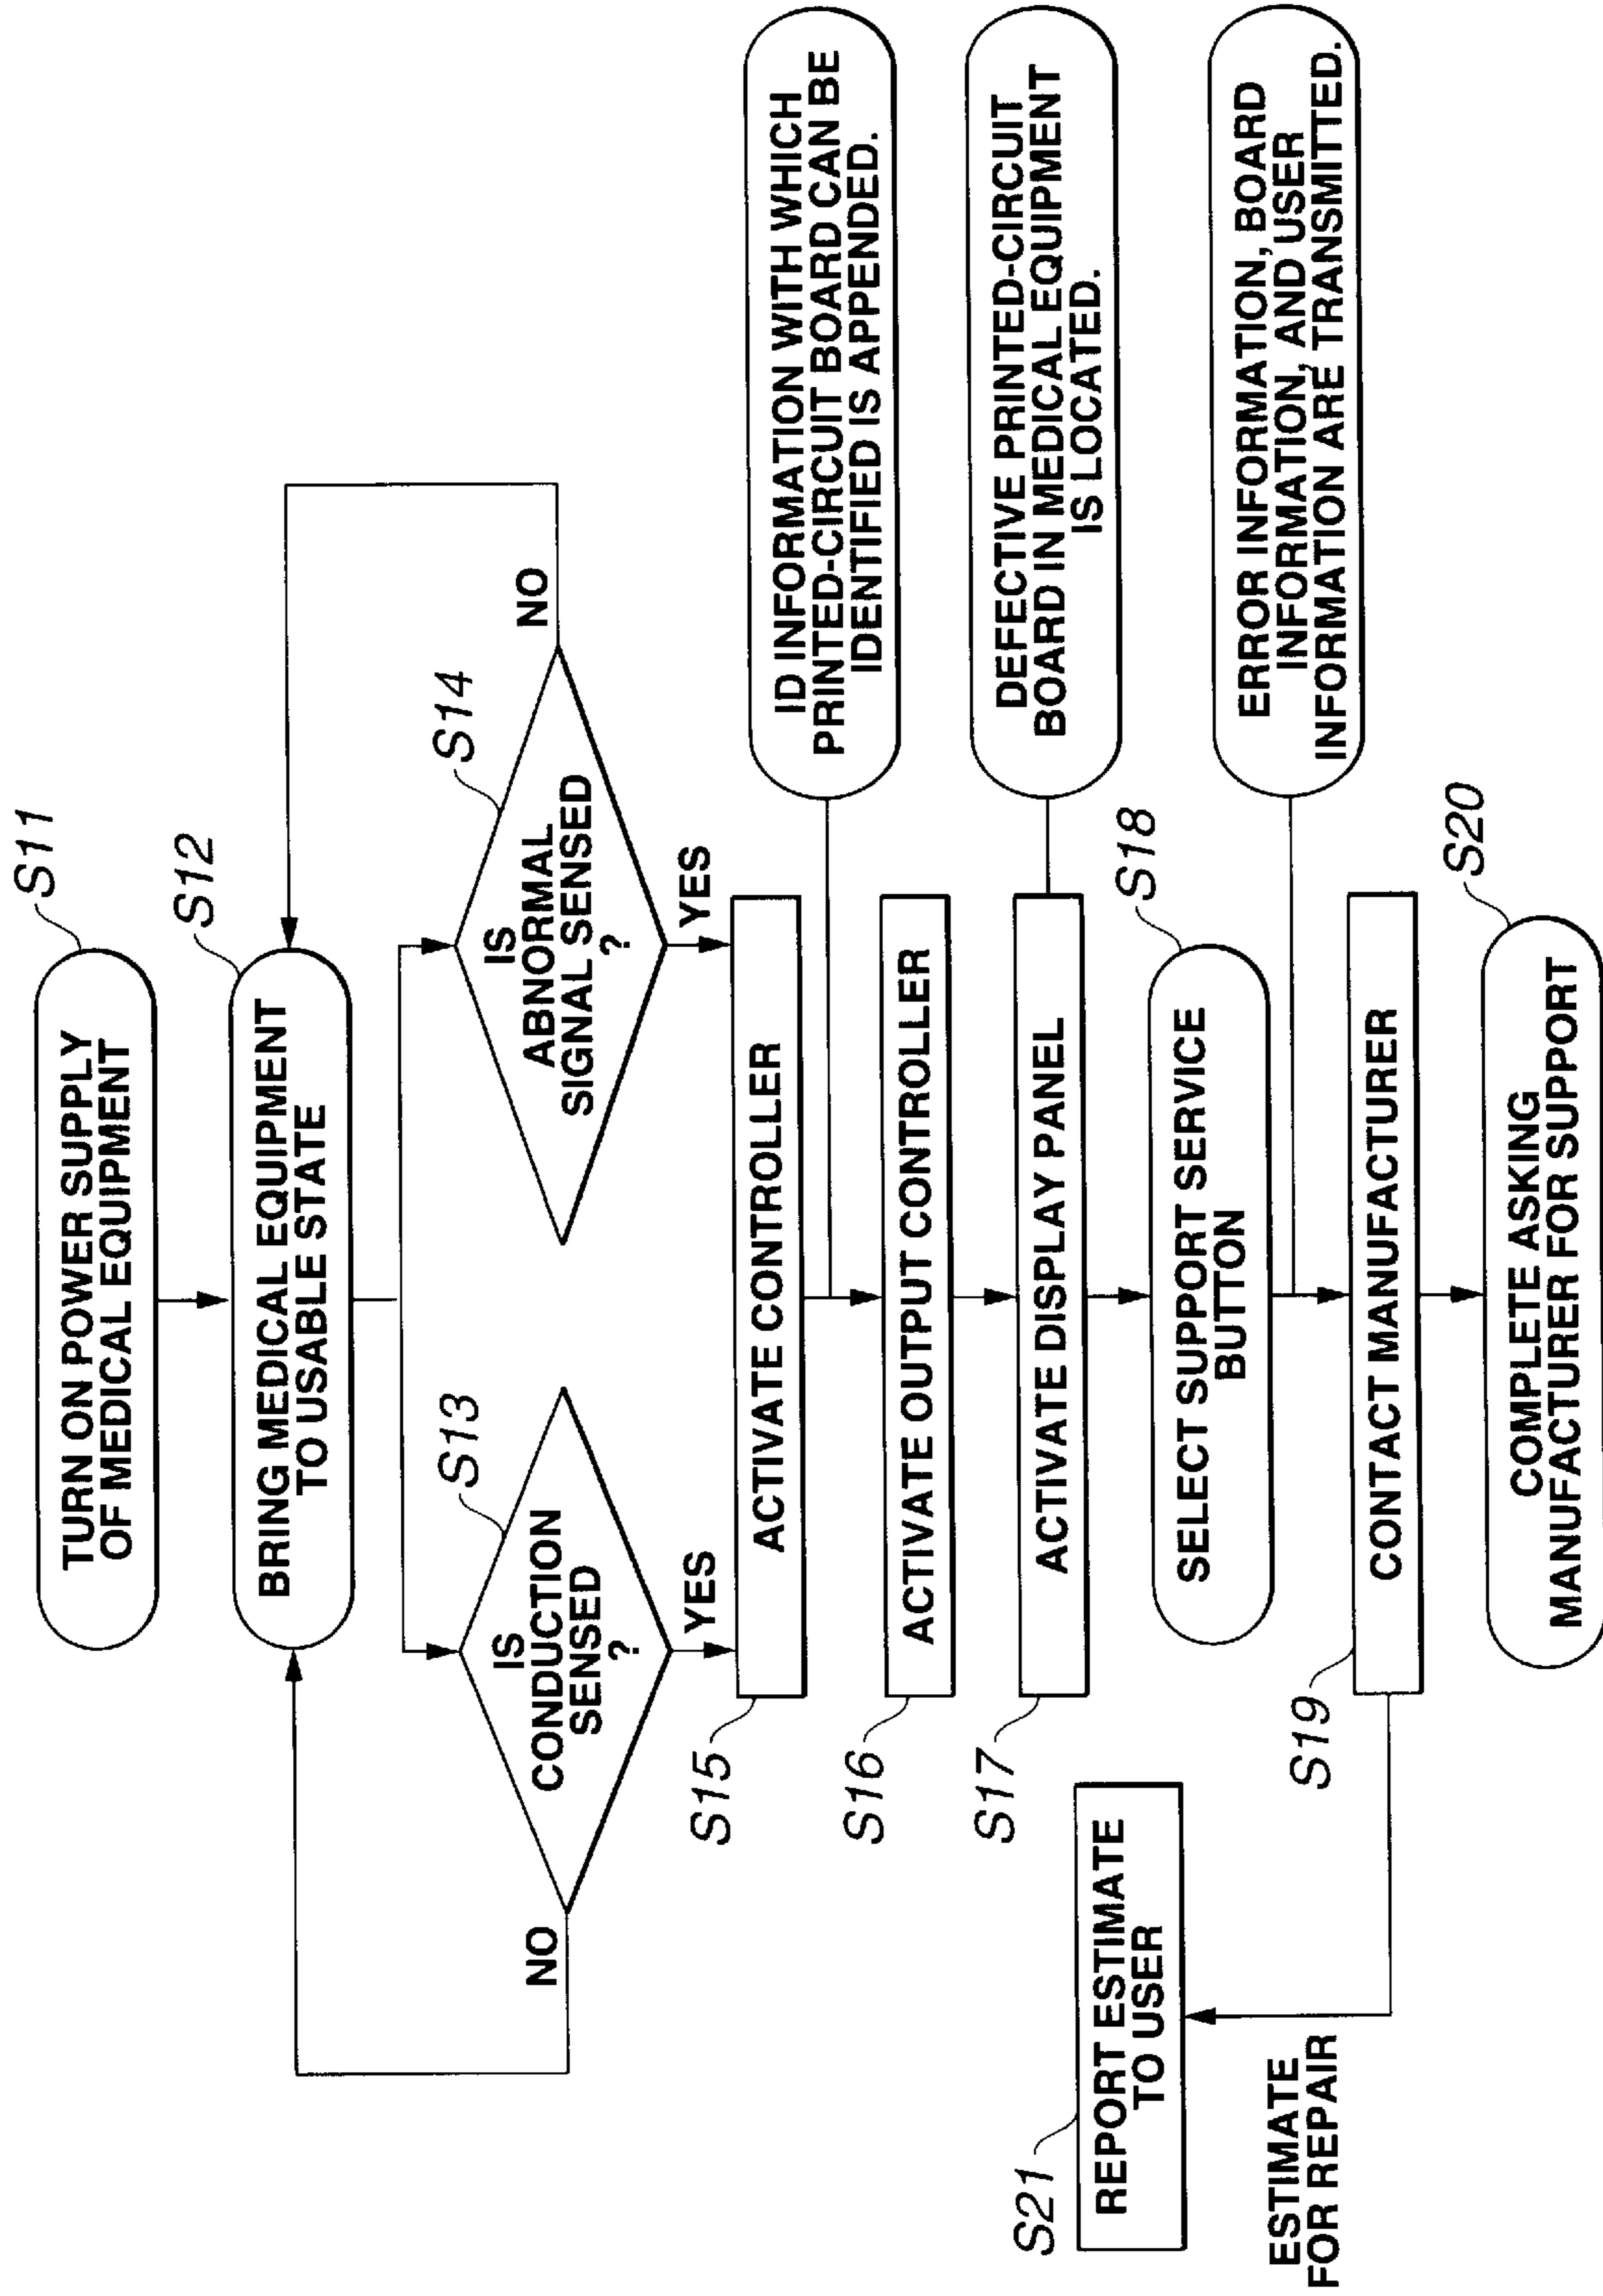 S11
TURN ON POWER SUPPLY
OF MEDICAL EQUIPMENT
S12
BRING MEDICAL EQUIPMENT
TO USABLE STATE
S13
IS
CONDUCTION
SENSED
?
NO
YES
S14
IS
ABNORMAL
SIGNAL SENSED
?
NO
YES
S15
ACTIVATE CONTROLLER
ID INFORMATION WITH WHICH
PRINTED-CIRCUIT BOARD CAN BE
IDENTIFIED IS APPENDED.
S16
ACTIVATE OUTPUT CONTROLLER
S17
ACTIVATE DISPLAY PANEL
DEFECTIVE PRINTED-CIRCUIT
BOARD IN MEDICAL EQUIPMENT
IS LOCATED.
S18
SELECT SUPPORT SERVICE
BUTTON
ERROR INFORMATION, BOARD
INFORMATION, AND USER
INFORMATION ARE TRANSMITTED.
S19
CONTACT MANUFACTURER
S20
COMPLETE ASKING
MANUFACTURER FOR SUPPORT
S21
REPORT ESTIMATE
TO USER
ESTIMATE
FOR REPAIR